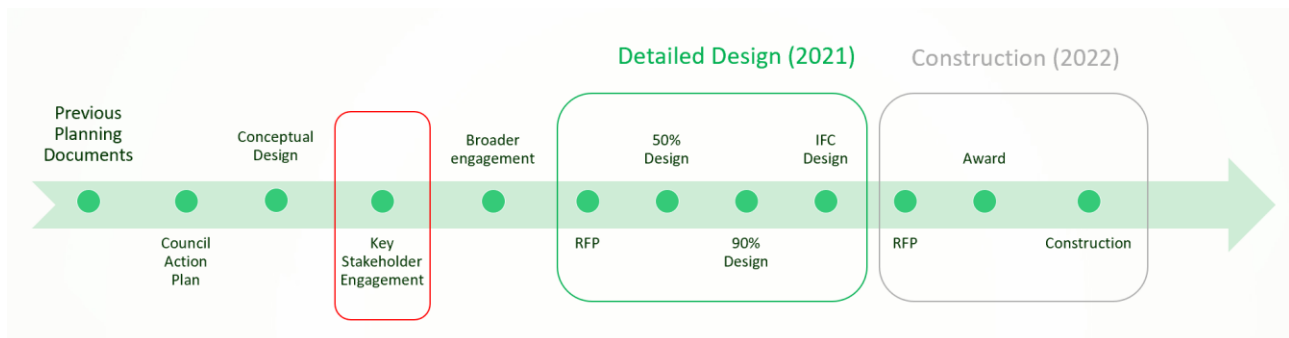 Detailed Design (2021)
Construction (2022)
Previous
Planning
Documents
Council
Action
Plan
Conceptual
Design
Key
Stakeholder
Engagement
Broader
engagement
RFP
50%
Design
90%
Design
IFC
Design
RFP
Award
Construction